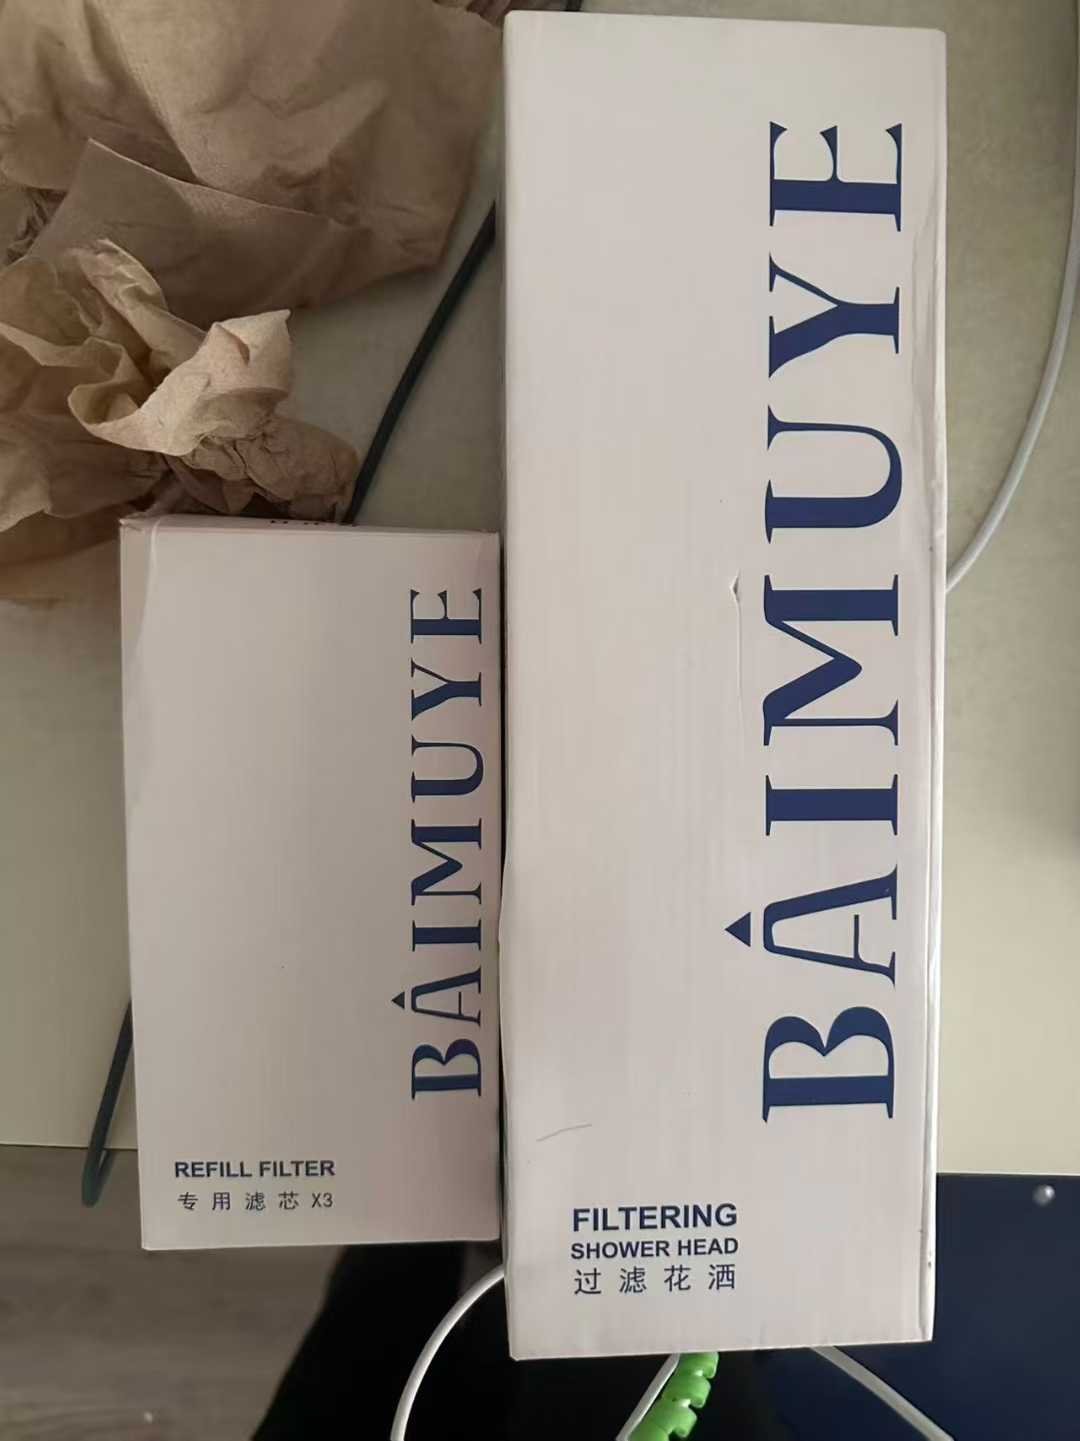 BÂIMUYE
REFILL FILTER
专用滤芯 X3
BÂIMUYE
FILTERING
SHOWER HEAD
过滤花洒